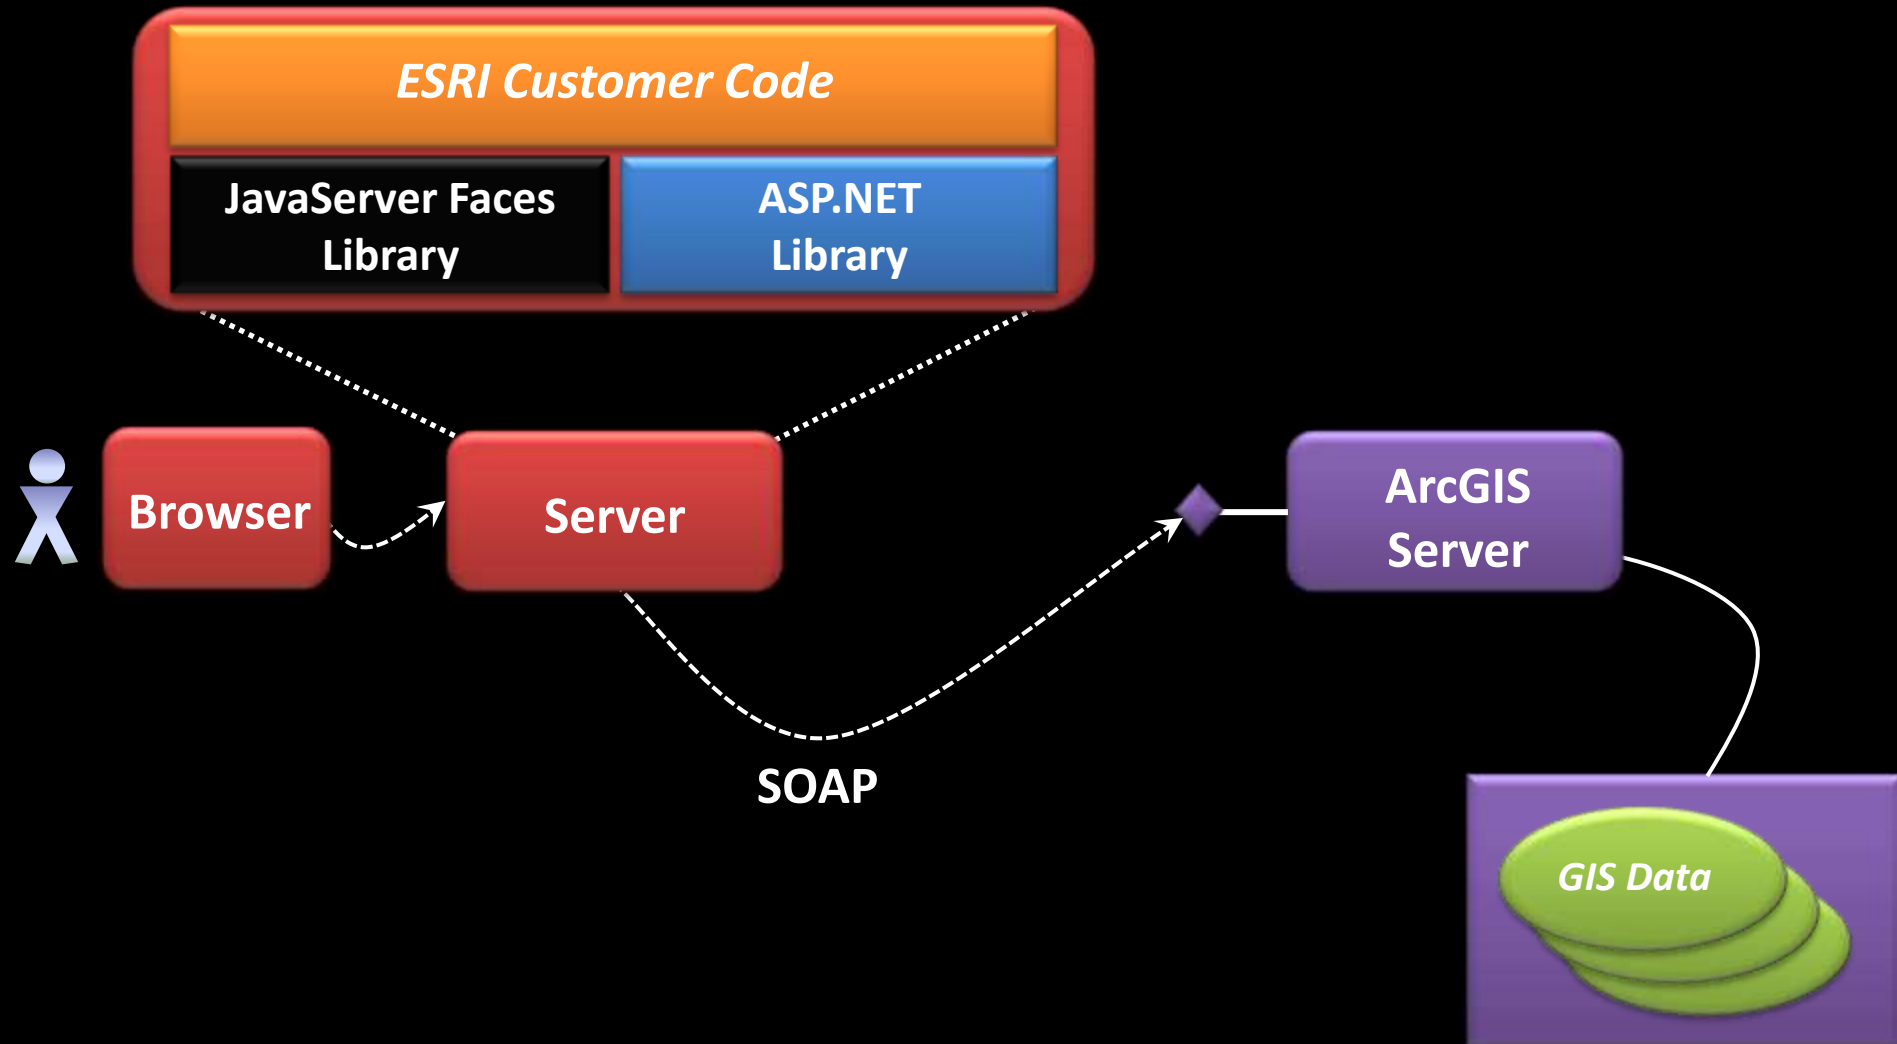 ESRI Customer Code
JavaServer Faces
Library
ASP.NET
Library
Browser
Server
ArcGIS
Server
SOAP
GIS Data